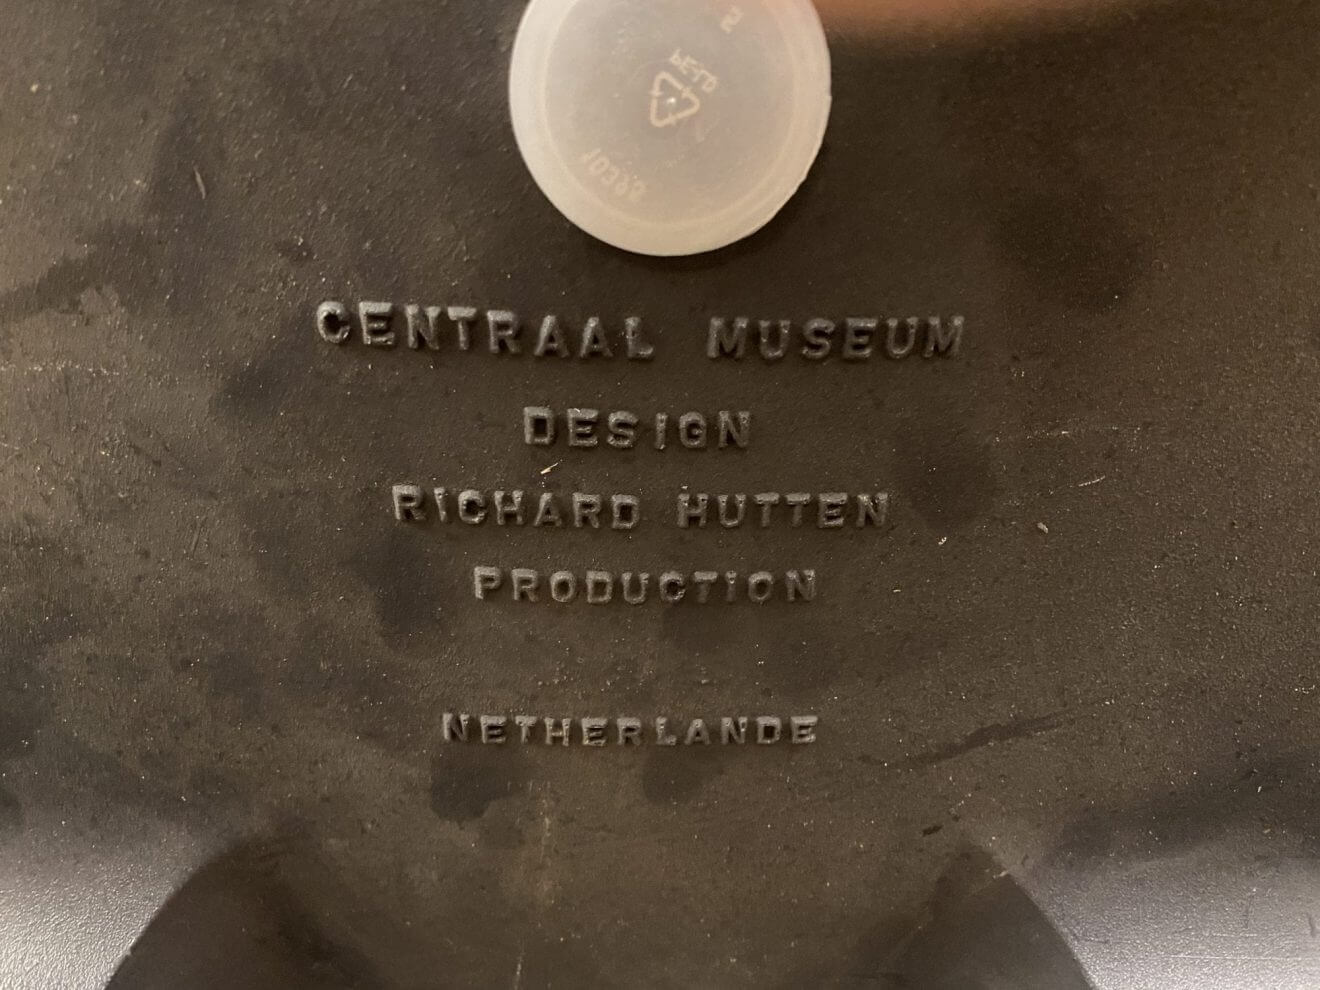 CENTRAAL MUSEUM
DESIGN
RICHARD HUTTEN
PRODUCTION
NETHERLANDE